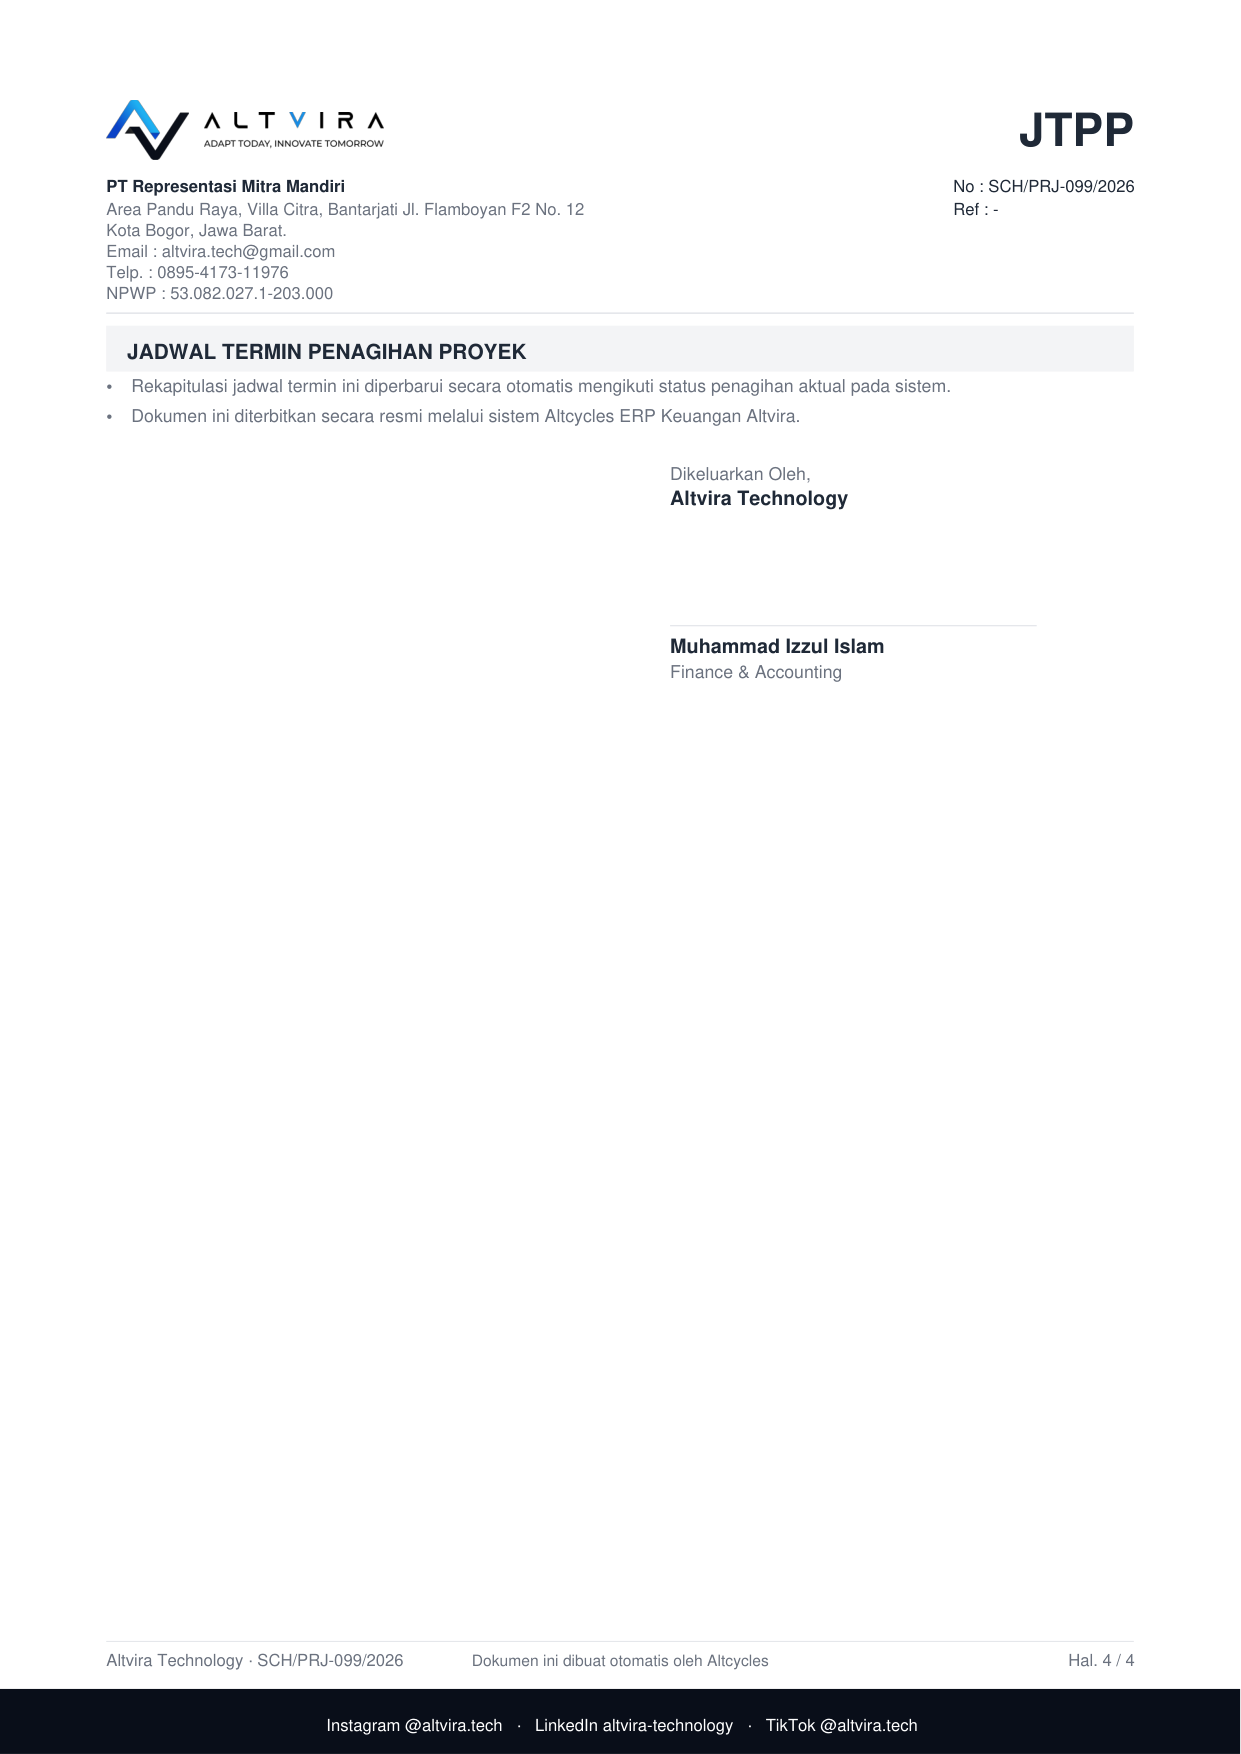 ALTVIRA
ADAPT TODAY, INNOVATE TOMORROW
JTPP
PT Representasi Mitra Mandiri
Area Pandu Raya, Villa Citra, Bantarjati Jl. Flamboyan F2 No. 12
Kota Bogor, Jawa Barat.
Email : altvira.tech@gmail.com
Telp. : 0895-4173-11976
NPWP : 53.082.027.1-203.000
No : SCH/PRJ-099/2026
Ref : -
JADWAL TERMIN PENAGIHAN PROYEK
• Rekapitulasi jadwal termin ini diperbarui secara otomatis mengikuti status penagihan aktual pada sistem.
• Dokumen ini diterbitkan secara resmi melalui sistem Altcycles ERP Keuangan Altvira.
Dikeluarkan Oleh,
Altvira Technology
Muhammad Izzul Islam
Finance & Accounting
Altvira Technology · SCH/PRJ-099/2026 Dokumen ini dibuat otomatis oleh Altcycles Hal. 4 / 4
Instagram @altvira.tech · LinkedIn altvira-technology · TikTok @altvira.tech